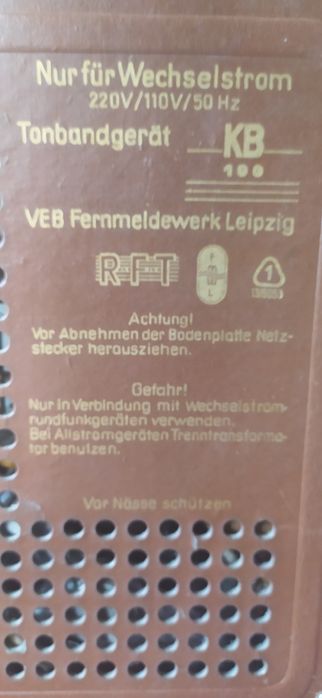 Nur für Wechselstrom
220V/110V/50 Hz
Tonbandgerät KB
100
VEB Fernmeldewerk Leipzig
RFT
F
M
L
1
Achtung!
Vor Abnehmen der Bodenplatte Netz-
stecker herausziehen.
Gefahr!
Nur in Verbindung mit Wechselstrom-
rundfunkgeräten verwenden.
Bei Allstromgeräten Trenntransforma-
tor benutzen.
Vor Nässe schützen